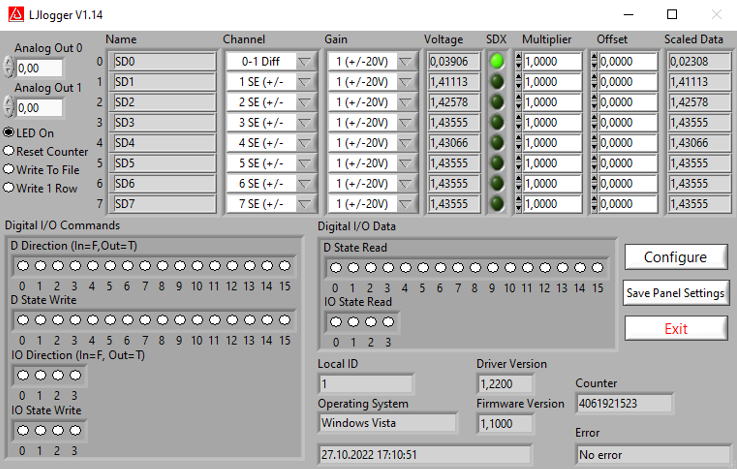 LJlogger V1.14
Analog Out 0
0,00
Analog Out 1
0,00
LED On
Reset Counter
Write To File
Write 1 Row
Name Channel Gain Voltage SDX Multiplier Offset Scaled Data
0 SD0 0-1 Diff 1 (+/-20V) 0,03906 1,0000 0,0000 0,02308
1 SD1 1 SE (+/- 1 (+/-20V) 1,41113 1,0000 0,0000 1,41113
2 SD2 2 SE (+/- 1 (+/-20V) 1,42578 1,0000 0,0000 1,42578
3 SD3 3 SE (+/- 1 (+/-20V) 1,43555 1,0000 0,0000 1,43555
4 SD4 4 SE (+/- 1 (+/-20V) 1,43066 1,0000 0,0000 1,43066
5 SD5 5 SE (+/- 1 (+/-20V) 1,43555 1,0000 0,0000 1,43555
6 SD6 6 SE (+/- 1 (+/-20V) 1,43555 1,0000 0,0000 1,43555
7 SD7 7 SE (+/- 1 (+/-20V) 1,43555 1,0000 0,0000 1,43555
Digital I/O Commands
D Direction (In=F,Out=T)
0 1 2 3 4 5 6 7 8 9 10 11 12 13 14 15
D State Write
0 1 2 3 4 5 6 7 8 9 10 11 12 13 14 15
IO Direction (In=F, Out=T)
0 1 2 3
IO State Write
0 1 2 3
Digital I/O Data
D State Read
0 1 2 3 4 5 6 7 8 9 10 11 12 13 14 15
IO State Read
0 1 2 3
Configure
Save Panel Settings
Exit
Local ID
1
Driver Version
1,2200
Operating System
Windows Vista
Firmware Version
1,1000
Counter
4061921523
27.10.2022 17:10:51
Error
No error